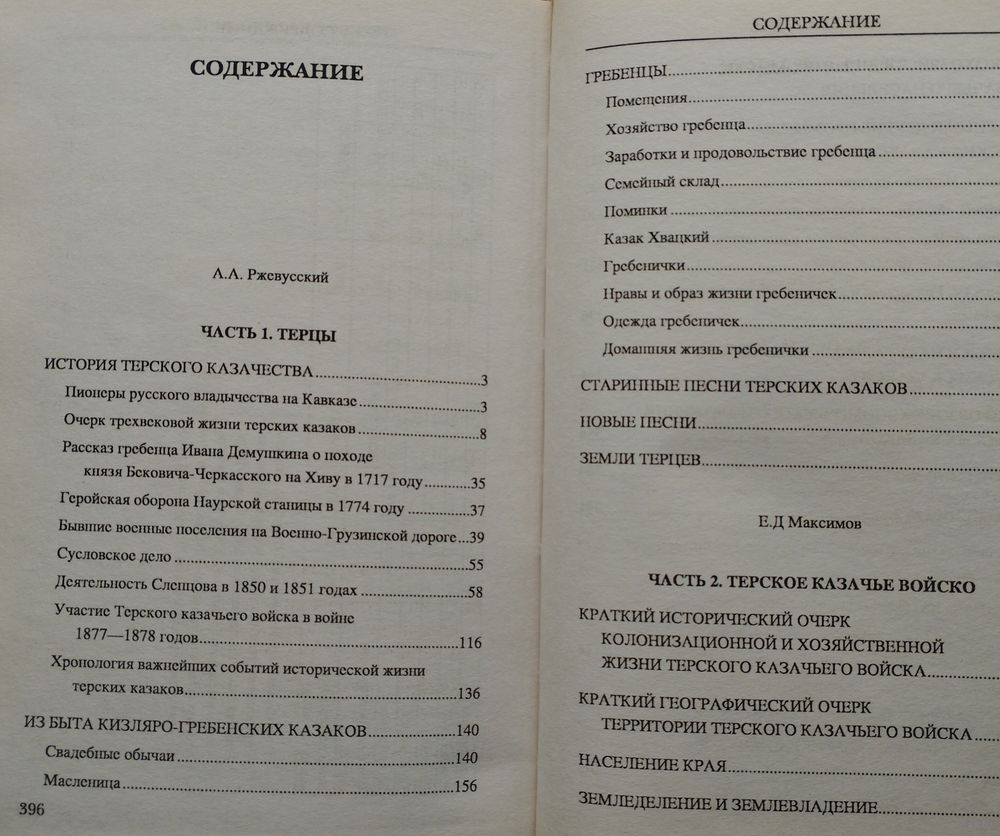 СОДЕРЖАНИЕ
А.А. Ржевусский
ЧАСТЬ 1. ТЕРЦЫ
ИСТОРИЯ ТЕРСКОГО КАЗАЧЕСТВА...3
Пионеры русского владычества на Кавказе...3
Очерк трехвековой жизни терских казаков...8
Рассказ гребенца Ивана Демушкина о походе
князя Бековича-Черкасского на Хиву в 1717 году...35
Геройская оборона Наурской станицы в 1774 году...37
Бывшие военные поселения на Военно-Грузинской дороге...39
Сусловское дело...55
Деятельность Слепцова в 1850 и 1851 годах...58
Участие Терского казачьего войска в войне
1877—1878 годов...116
Хронология важнейших событий исторической жизни
терских казаков...136
ИЗ БЫТА КИЗЛЯРО-ГРЕБЕНСКИХ КАЗАКОВ...140
Свадебные обычаи...140
Масленица...156
396
СОДЕРЖАНИЕ
ГРЕБЕНЦЫ...
Помещения...
Хозяйство гребенца...
Заработки и продовольствие гребенца...
Семейный склад...
Поминки...
Казак Хвацкий...
Гребенички...
Нравы и образ жизни гребеничек...
Одежда гребеничек...
Домашняя жизнь гребенички...
СТАРИННЫЕ ПЕСНИ ТЕРСКИХ КАЗАКОВ...
НОВЫЕ ПЕСНИ...
ЗЕМЛИ ТЕРЦЕВ...
Е.Д Максимов
ЧАСТЬ 2. ТЕРСКОЕ КАЗАЧЬЕ ВОЙСКО
КРАТКИЙ ИСТОРИЧЕСКИЙ ОЧЕРК
КОЛОНИЗАЦИОННОЙ И ХОЗЯЙСТВЕННОЙ
ЖИЗНИ ТЕРСКОГО КАЗАЧЬЕГО ВОЙСКА...
КРАТКИЙ ГЕОГРАФИЧЕСКИЙ ОЧЕРК
ТЕРРИТОРИИ ТЕРСКОГО КАЗАЧЬЕГО ВОЙСКА...
НАСЕЛЕНИЕ КРАЯ...
ЗЕМЛЕДЕЛИЕ И ЗЕМЛЕВЛАДЕНИЕ...